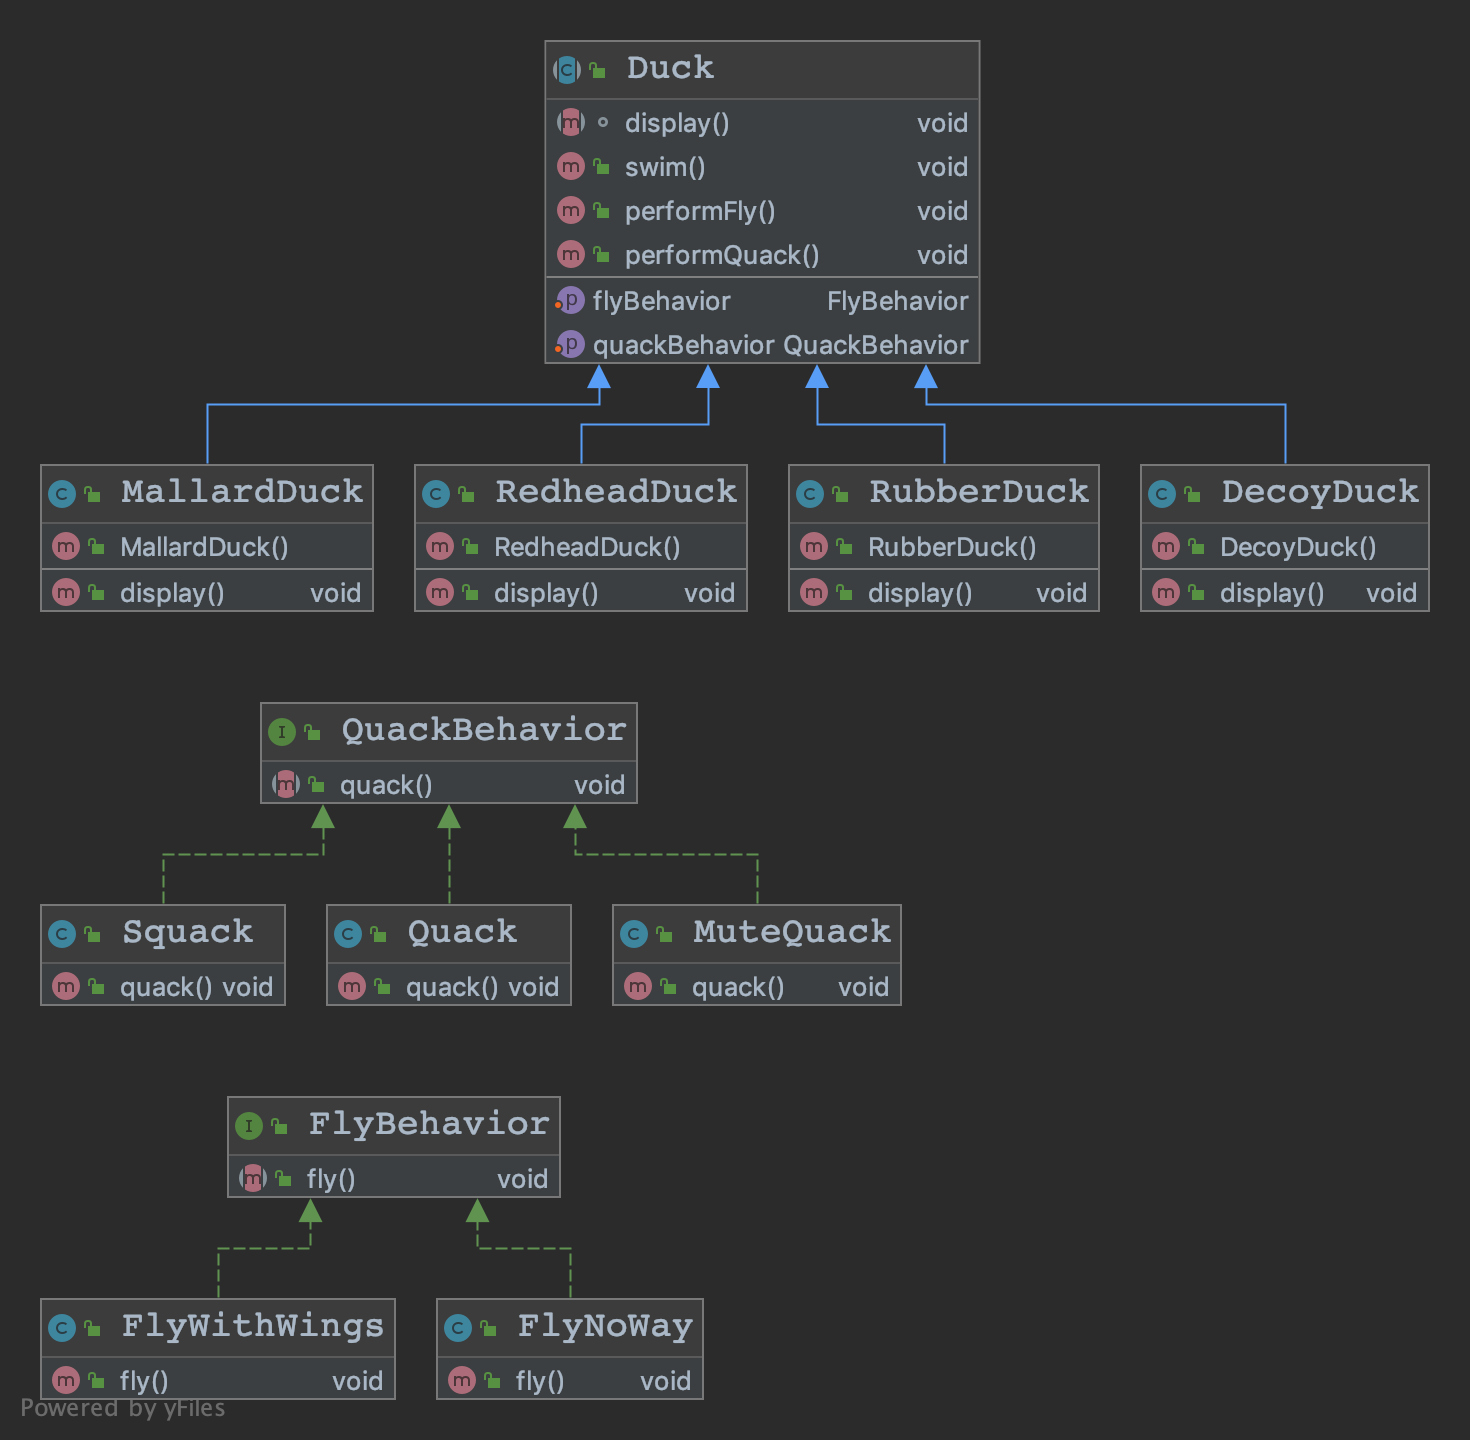 Duck
display() void
swim() void
performFly() void
performQuack() void
flyBehavior FlyBehavior
quackBehavior QuackBehavior
MallardDuck
MallardDuck()
display() void
RedheadDuck
RedheadDuck()
display() void
RubberDuck
RubberDuck()
display() void
DecoyDuck
DecoyDuck()
display() void
QuackBehavior
quack() void
Squack
quack() void
Quack
quack() void
MuteQuack
quack() void
FlyBehavior
fly() void
FlyWithWings
fly() void
FlyNoWay
fly() void
Powered by yFiles